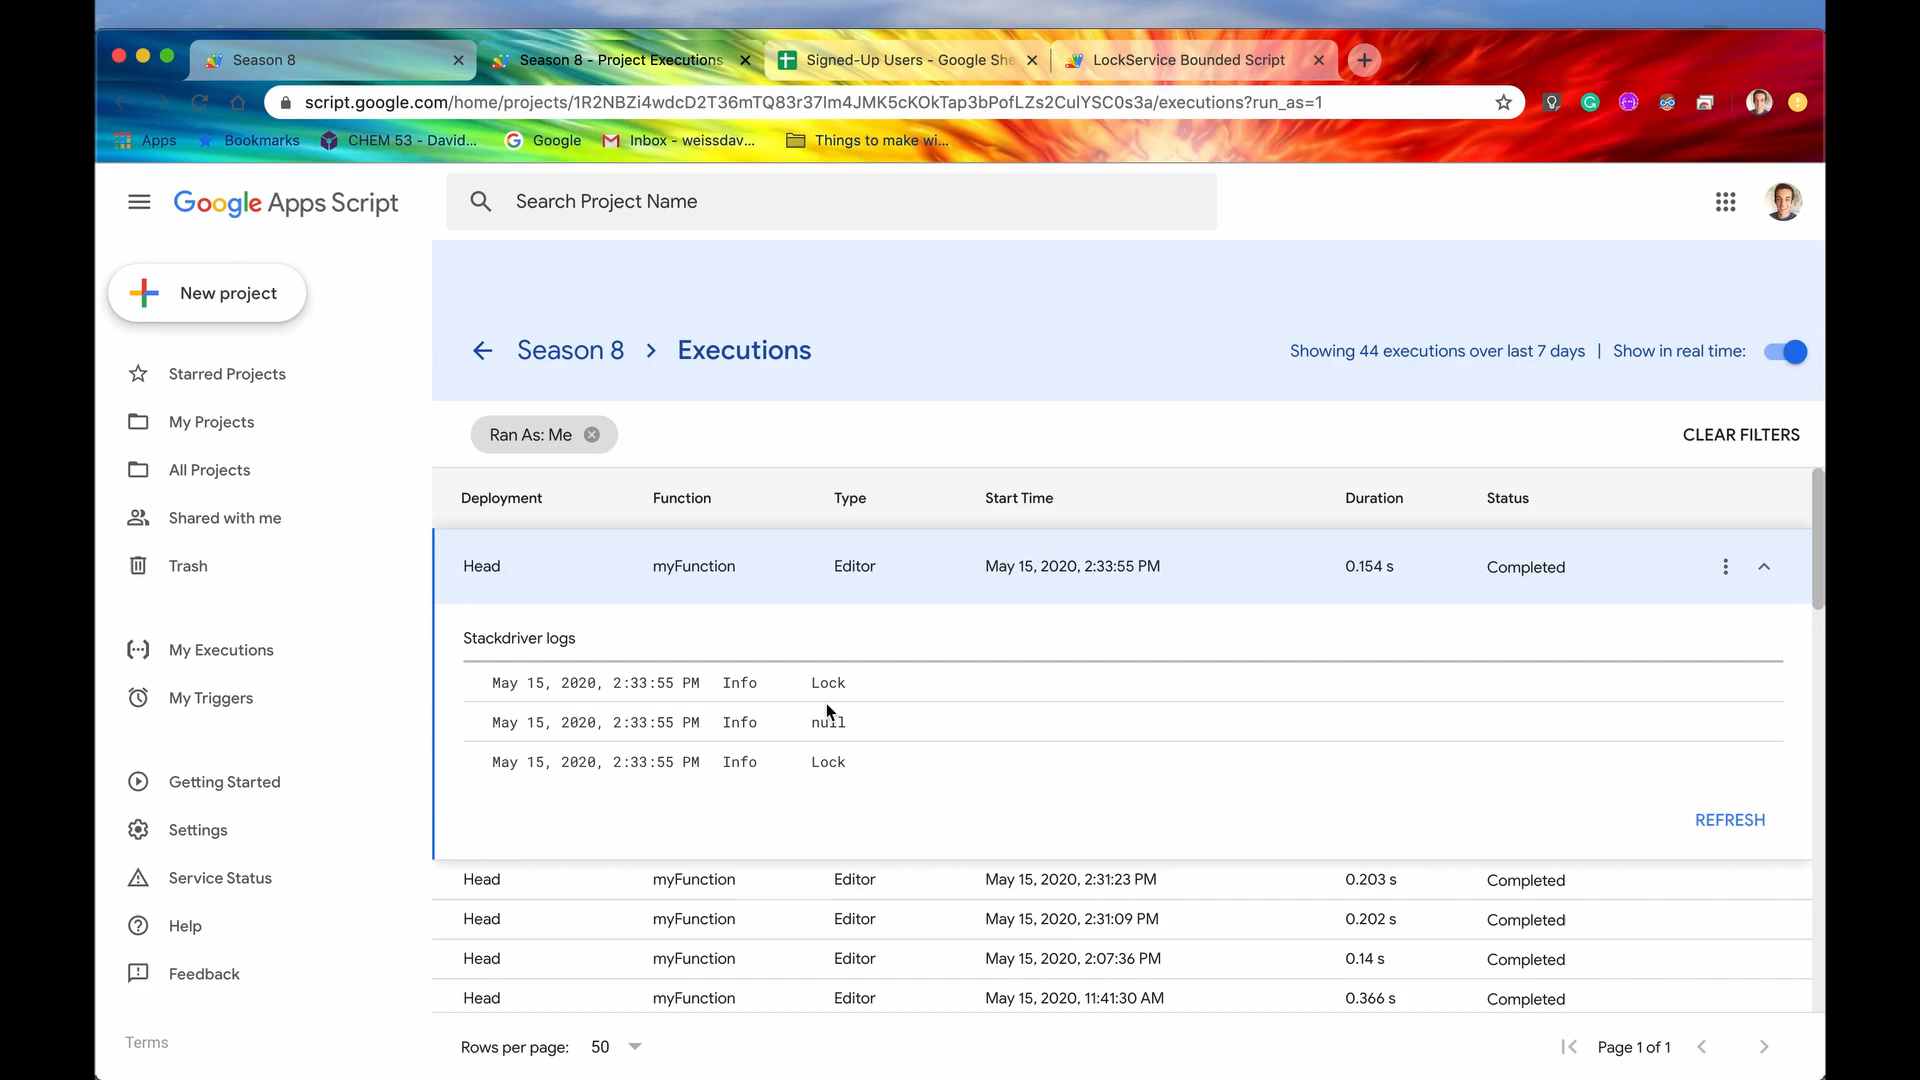 Season 8
Season 8 - Project Executions
Signed-Up Users - Google She
LockService Bounded Script
script.google.com/home/projects/1R2NBZi4wdcD2T36mTQ83r37lm4JMK5cKOkTap3bPofLZs2CulYSC0s3a/executions?run_as=1
Apps
Bookmarks
CHEM 53 - David...
Google
Inbox - weissdav...
Things to make wi...
Google Apps Script
Search Project Name
New project
Starred Projects
My Projects
All Projects
Shared with me
Trash
My Executions
My Triggers
Getting Started
Settings
Service Status
Help
Feedback
Terms
Season 8 > Executions
Showing 44 executions over last 7 days | Show in real time:
Ran As: Me
CLEAR FILTERS
Deployment Function Type Start Time Duration Status
Head myFunction Editor May 15, 2020, 2:33:55 PM 0.154 s Completed
Stackdriver logs
May 15, 2020, 2:33:55 PM Info Lock
May 15, 2020, 2:33:55 PM Info null
May 15, 2020, 2:33:55 PM Info Lock
REFRESH
Head myFunction Editor May 15, 2020, 2:31:23 PM 0.203 s Completed
Head myFunction Editor May 15, 2020, 2:31:09 PM 0.202 s Completed
Head myFunction Editor May 15, 2020, 2:07:36 PM 0.14 s Completed
Head myFunction Editor May 15, 2020, 11:41:30 AM 0.366 s Completed
Rows per page: 50
Page 1 of 1